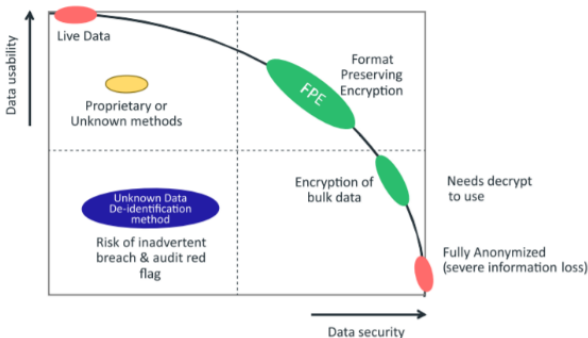 Data usability
Live Data
Proprietary or
Unknown methods
FPE
Format
Preserving
Encryption
Unknown Data
De-identification
method
Risk of inadvertent
breach & audit red
flag
Encryption of
bulk data
Needs decrypt
to use
Fully Anonymized
(severe information loss)
Data security